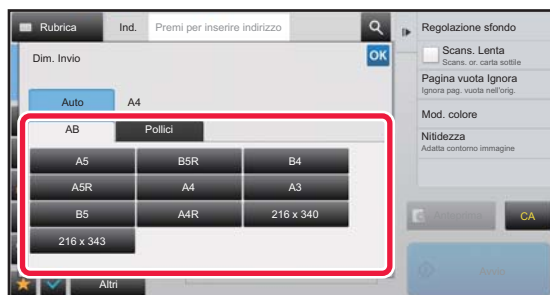 Rubrica
Ind.
Premi per inserire indirizzo
Regolazione sfondo
Dim. Invio
OK
Scans. Lenta
Scans. or. carta sottile
Pagina vuota Ignora
Ignora pag. vuota nell'orig.
Auto
A4
Mod. colore
AB
Pollici
Nitidezza
Adatta contorno immagine
A5
B5R
B4
A5R
A4
A3
B5
A4R
216 x 340
CA
216 x 343
Altri